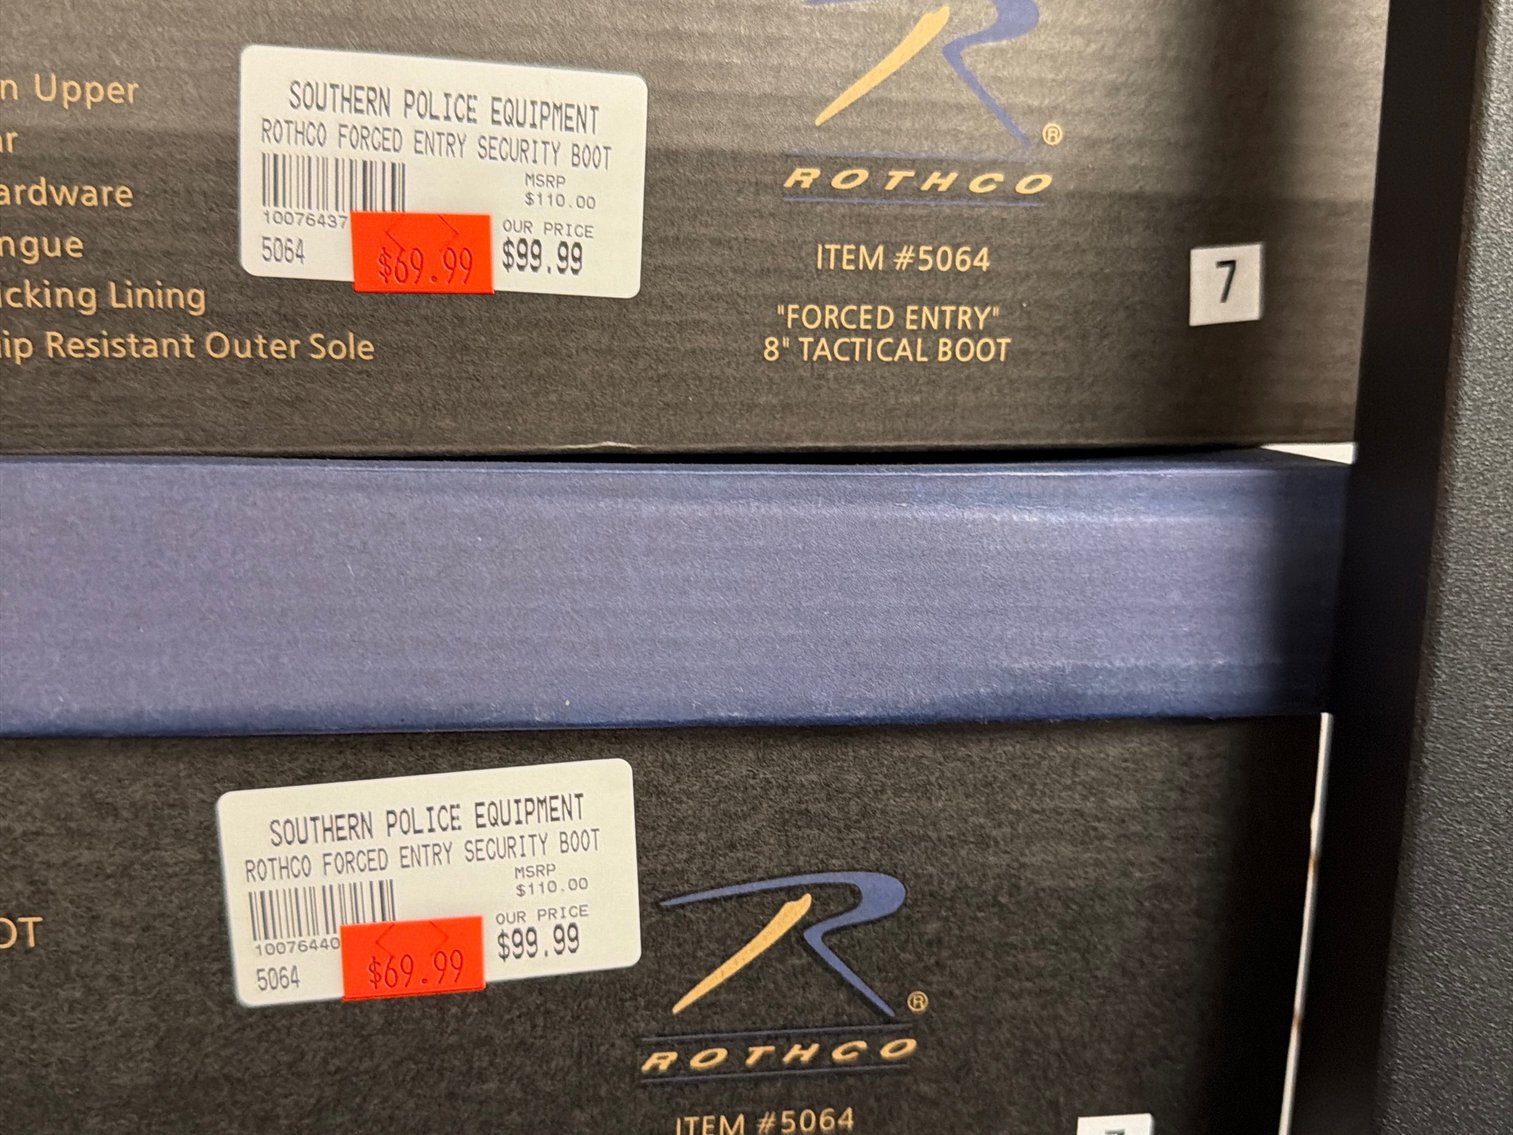 n Upper
ar
ardware
ngue
icking Lining
ip Resistant Outer Sole
SOUTHERN POLICE EQUIPMENT
ROTHCO FORCED ENTRY SECURITY BOOT
MSRP
$110.00
10076437
OUR PRICE
5064
$69.99
$99.99
R
®
ROTHCO
ITEM #5064
"FORCED ENTRY"
8" TACTICAL BOOT
7
OT
SOUTHERN POLICE EQUIPMENT
ROTHCO FORCED ENTRY SECURITY BOOT
MSRP
$110.00
10076440
OUR PRICE
5064
$69.99
$99.99
R
®
ROTHCO
ITEM #5064